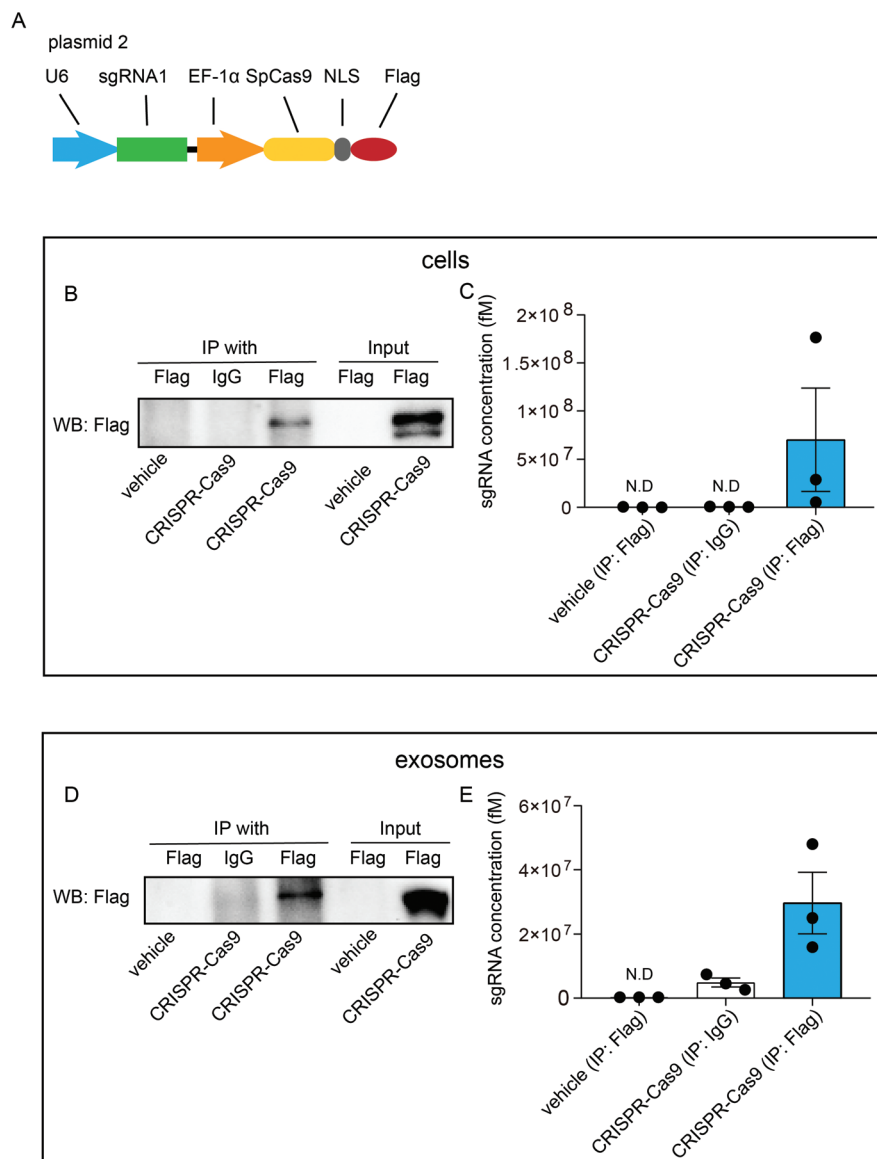 A
plasmid 2
U6 sgRNA1 EF-1α SpCas9 NLS Flag
cells
B
IP with Input
Flag IgG Flag Flag Flag
WB: Flag
vehicle
CRISPR-Cas9
CRISPR-Cas9
vehicle
CRISPR-Cas9
C
sgRNA concentration (fM)
2×10⁸
1.5×10⁸
1×10⁸
5×10⁷
0
N.D N.D
vehicle (IP: Flag)
CRISPR-Cas9 (IP: IgG)
CRISPR-Cas9 (IP: Flag)
exosomes
D
IP with Input
Flag IgG Flag Flag Flag
WB: Flag
vehicle
CRISPR-Cas9
CRISPR-Cas9
vehicle
CRISPR-Cas9
E
sgRNA concentration (fM)
6×10⁷
4×10⁷
2×10⁷
0
N.D
vehicle (IP: Flag)
CRISPR-Cas9 (IP: IgG)
CRISPR-Cas9 (IP: Flag)